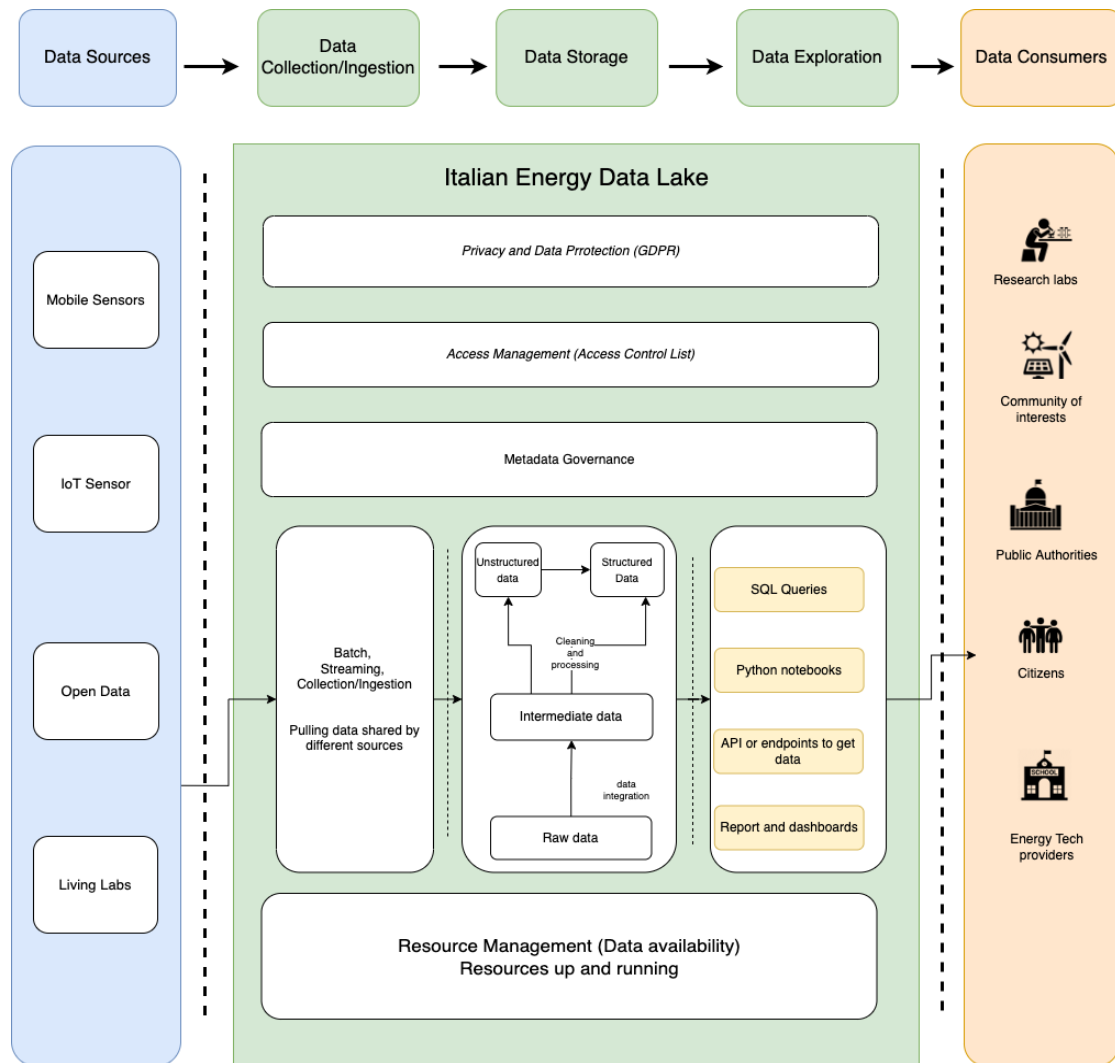 Data Sources
Data
Collection/Ingestion
Data Storage
Data Exploration
Data Consumers
Mobile Sensors
IoT Sensor
Open Data
Living Labs
Italian Energy Data Lake
Privacy and Data Prrotection (GDPR)
Access Management (Access Control List)
Metadata Governance
Batch,
Streaming,
Collection/Ingestion
Pulling data shared by
different sources
Unstructured
data
Structured
Data
Cleaning
and
processing
Intermediate data
data
integration
Raw data
SQL Queries
Python notebooks
API or endpoints to get
data
Report and dashboards
Resource Management (Data availability)
Resources up and running
Research labs
Community of
interests
Public Authorities
Citizens
SCHOOL
Energy Tech
providers